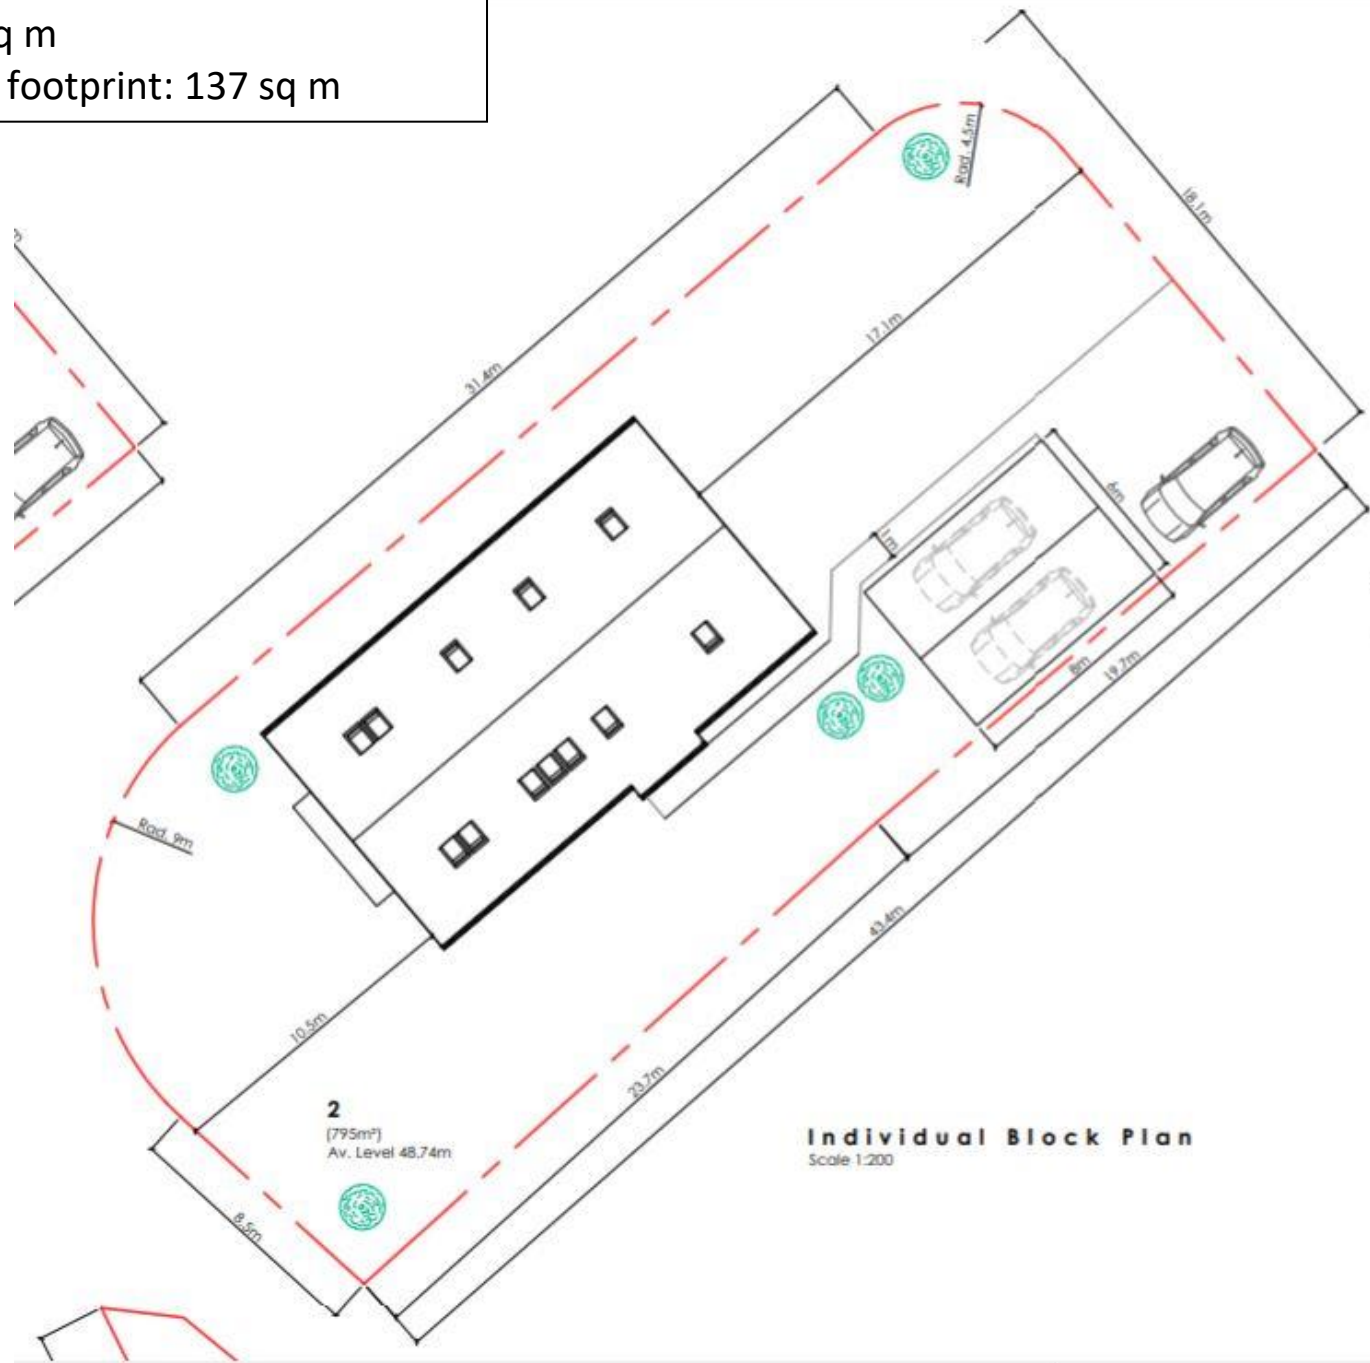 q m
footprint: 137 sq m
Rad. 4.5m
18.1m
17.1m
31.4m
6m
1m
8m
19.7m
Rad. 9m
43.4m
10.5m
23.7m
2
(795m²)
Av. Level 48.74m
Individual Block Plan
Scale 1:200
8.5m